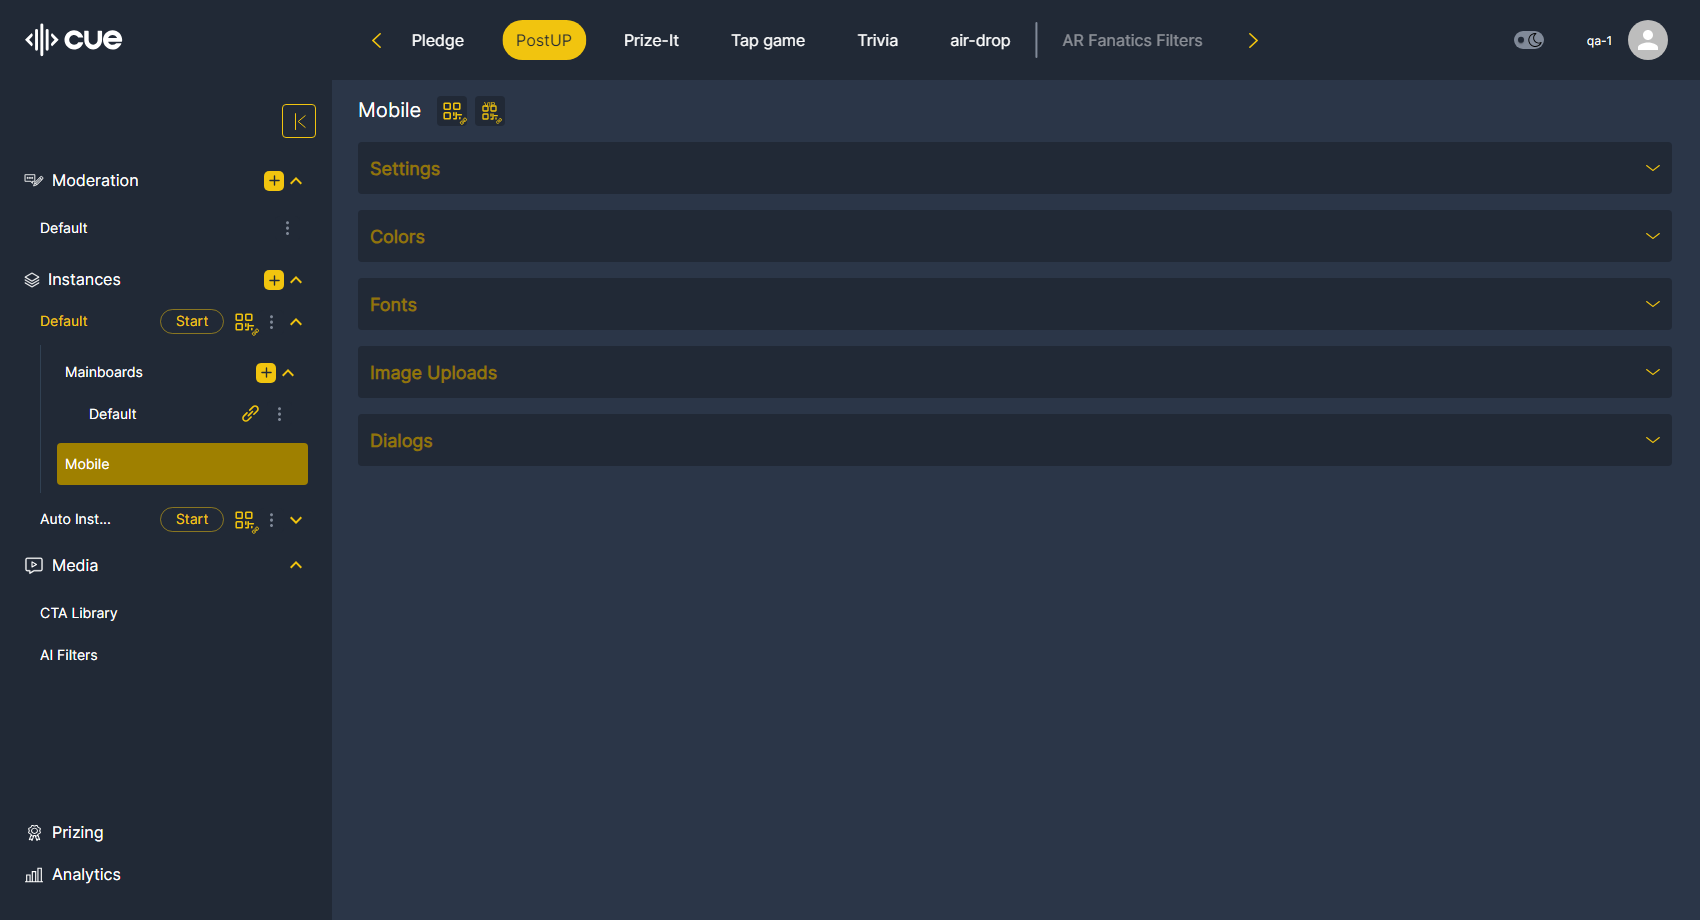 cue
Pledge
PostUP
Prize-It
Tap game
Trivia
air-drop
AR Fanatics Filters
qa-1
Moderation
Default
Instances
Default
Start
Mainboards
Default
Mobile
Auto Inst...
Start
Media
CTA Library
AI Filters
Prizing
Analytics
Mobile
VIP
Settings
Colors
Fonts
Image Uploads
Dialogs